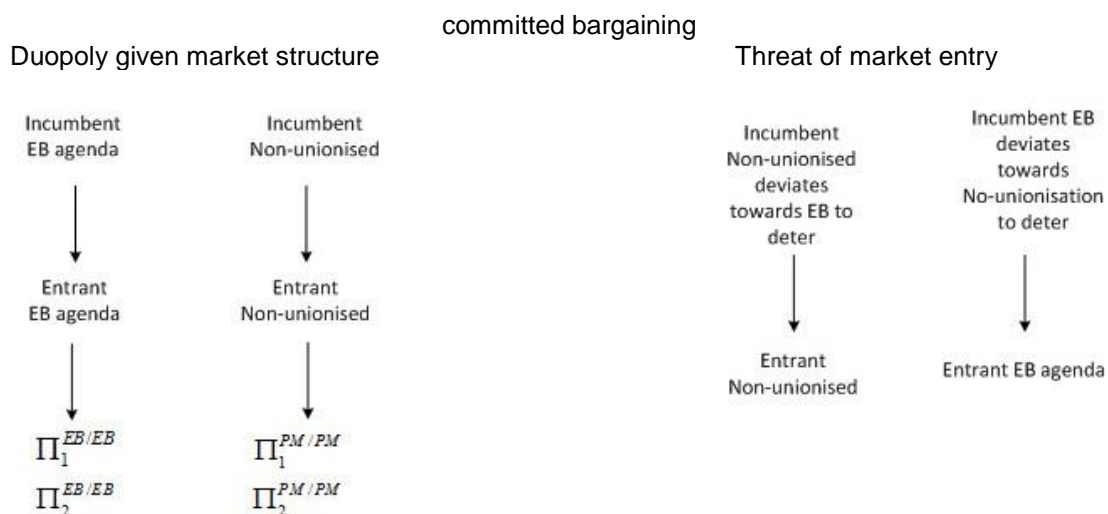 committed bargaining
Duopoly given market structure
Threat of market entry
Incumbent
EB agenda
Incumbent
Non-unionised
Incumbent
Non-unionised
deviates
towards EB to
deter
Incumbent EB
deviates
towards
No-unionisation
to deter
Entrant
EB agenda
Entrant
Non-unionised
Entrant
Non-unionised
Entrant EB agenda
Π₁^{EB/EB}
Π₂^{EB/EB}
Π₁^{PM/PM}
Π₂^{PM/PM}